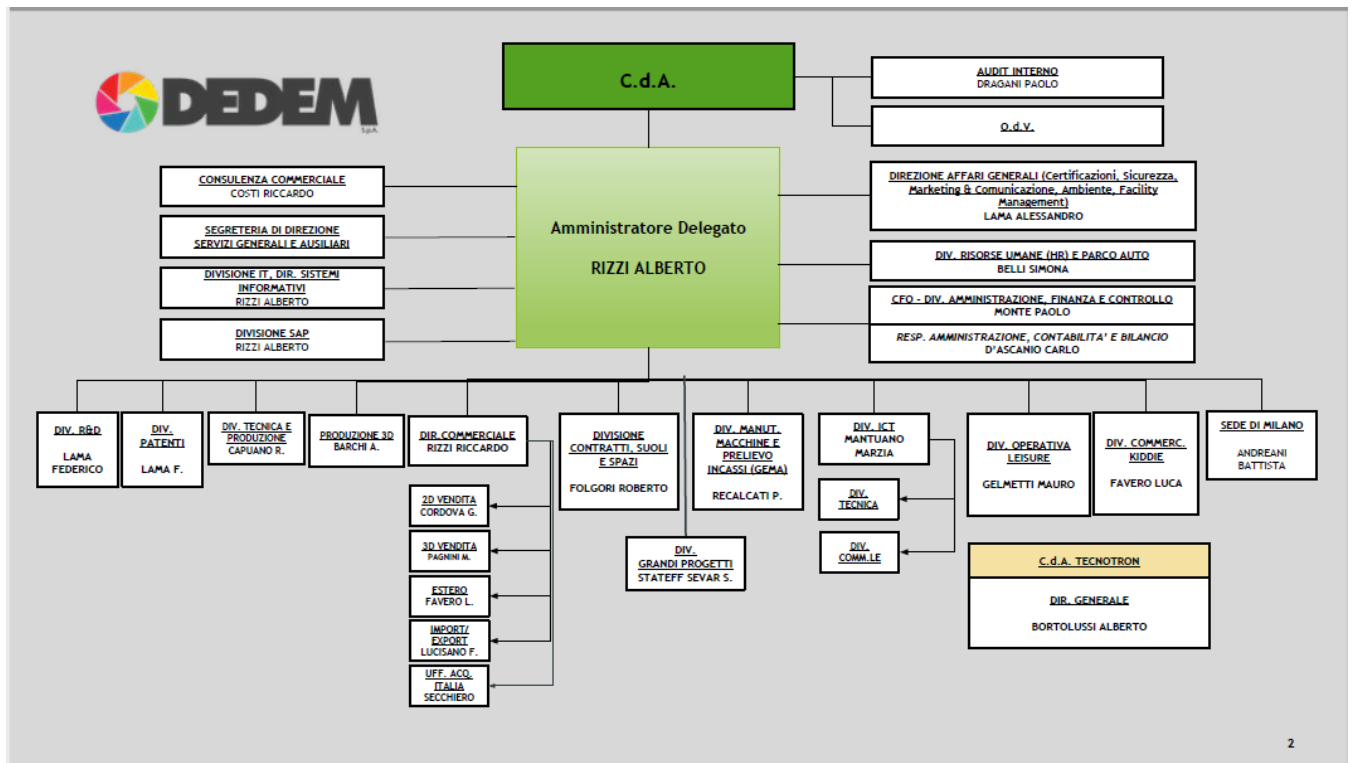 DEDEM
SpA
C.d.A.
AUDIT INTERNO
DRAGANI PAOLO
O.d.V.
CONSULENZA COMMERCIALE
COSTI RICCARDO
SEGRETERIA DI DIREZIONE
SERVIZI GENERALI E AUSILIARI
DIVISIONE IT, DIR. SISTEMI
INFORMATIVI
RIZZI ALBERTO
DIVISIONE SAP
RIZZI ALBERTO
Amministratore Delegato
RIZZI ALBERTO
DIREZIONE AFFARI GENERALI (Certificazioni, Sicurezza,
Marketing & Comunicazione, Ambiente, Facility
Management)
LAMA ALESSANDRO
DIV. RISORSE UMANE (HR) E PARCO AUTO
BELLI SIMONA
CFO - DIV. AMMINISTRAZIONE, FINANZA E CONTROLLO
MONTE PAOLO
RESP. AMMINISTRAZIONE, CONTABILITA' E BILANCIO
D'ASCANIO CARLO
DIV. R&D
LAMA
FEDERICO
DIV.
PATENTI
LAMA F.
DIV. TECNICA E
PRODUZIONE
CAPUANO R.
PRODUZIONE 3D
BARCHI A.
DIR.COMMERCIALE
RIZZI RICCARDO
2D VENDITA
CORDOVA G.
3D VENDITA
PAGNINI M.
ESTERO
FAVERO L.
IMPORT/
EXPORT
LUCISANO F.
UFF. ACQ.
ITALIA
SECCHIERO
DIVISIONE
CONTRATTI, SUOLI
E SPAZI
FOLGORI ROBERTO
DIV.
GRANDI PROGETTI
STATEFF SEVAR S.
DIV. MANUT.
MACCHINE E
PRELIEVO
INCASSI (GEMA)
RECALCATI P.
DIV. ICT
MANTUANO
MARZIA
DIV.
TECNICA
DIV.
COMM.LE
DIV. OPERATIVA
LEISURE
GELMETTI MAURO
DIV. COMMERC.
KIDDIE
FAVERO LUCA
SEDE DI MILANO
ANDREANI
BATTISTA
C.d.A. TECNOTRON
DIR. GENERALE
BORTOLUSSI ALBERTO
2